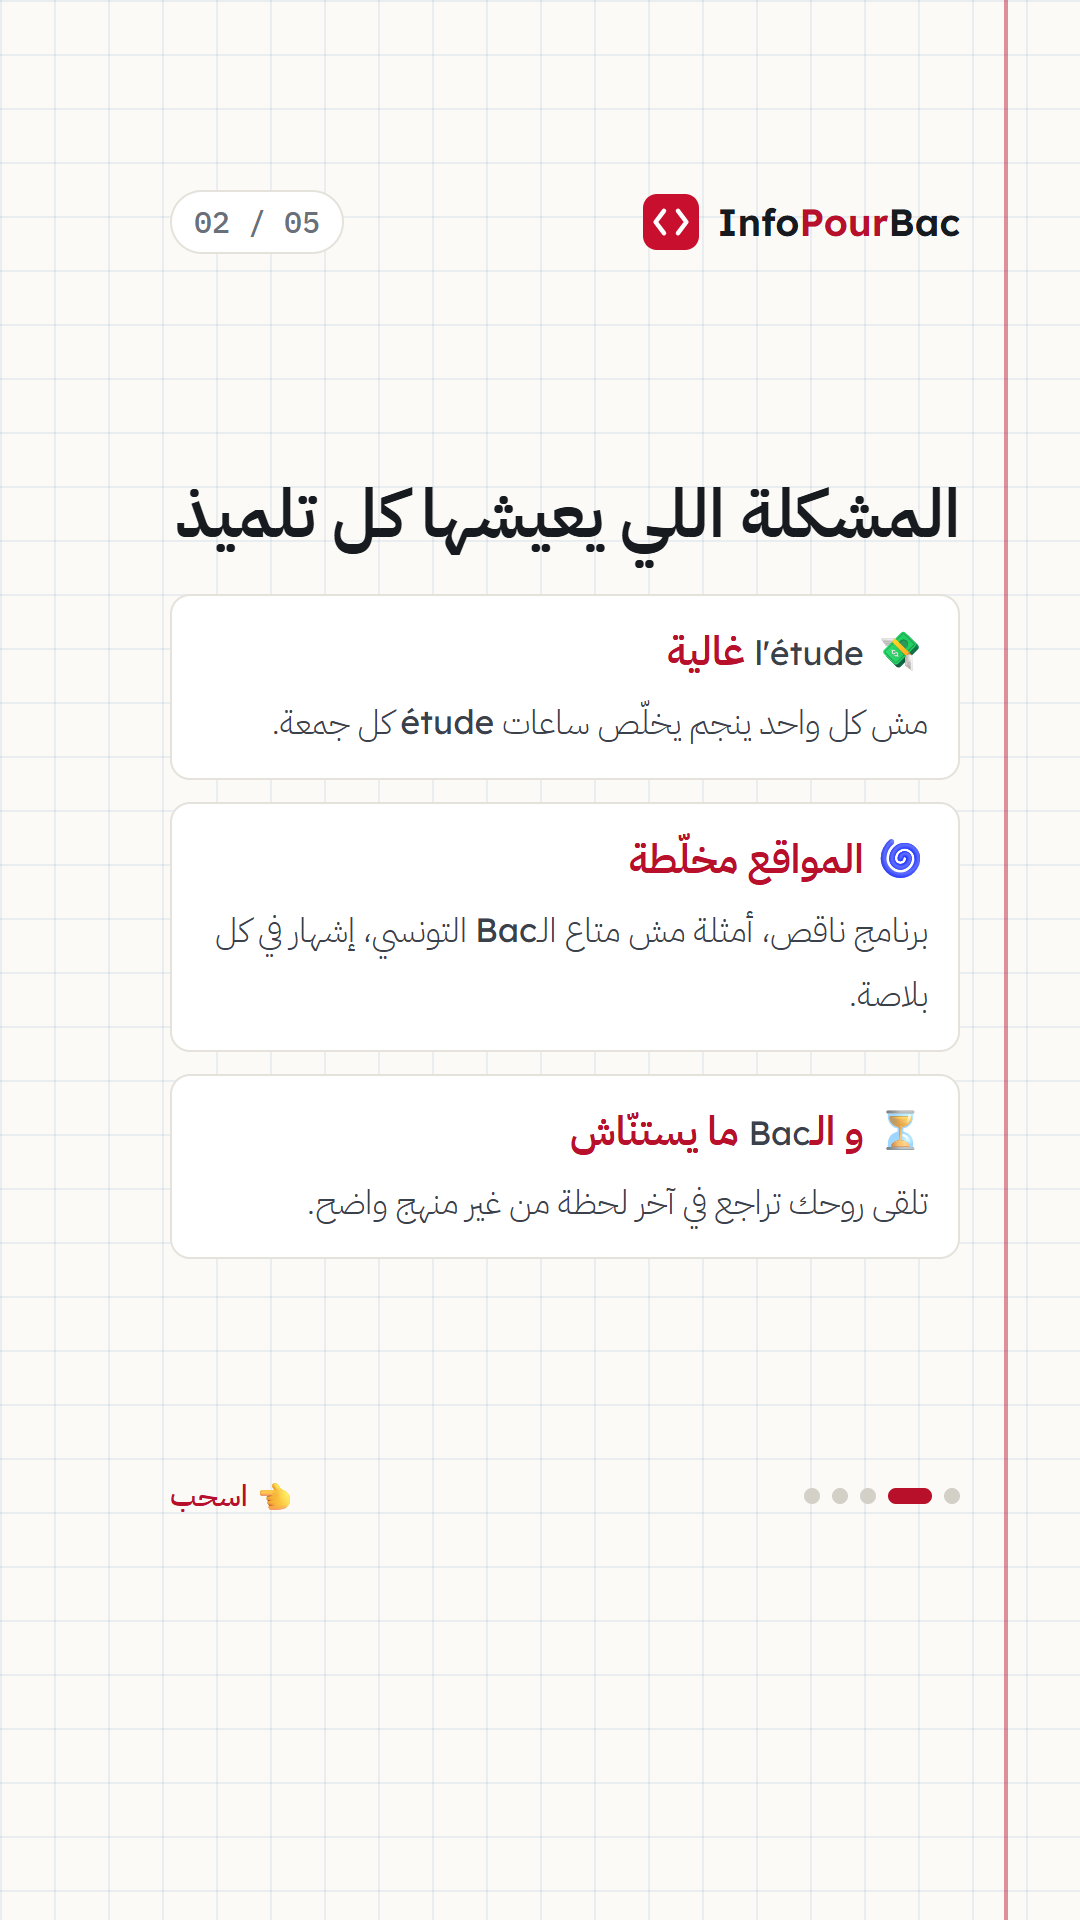 InfoPourBac
02 / 05
المشكلة اللي يعيشها كل تلميذ
💸 l'étude غالية
مش كل واحد ينجم يخلّص ساعات étude كل جمعة.
🌀 المواقع مخلّطة
برنامج ناقص، أمثلة مش متاع الـBac التونسي، إشهار في كل
بلاصة.
⏳ و الـBac ما يستنّاش
تلقى روحك تراجع في آخر لحظة من غير منهج واضح.
👈 اسحب